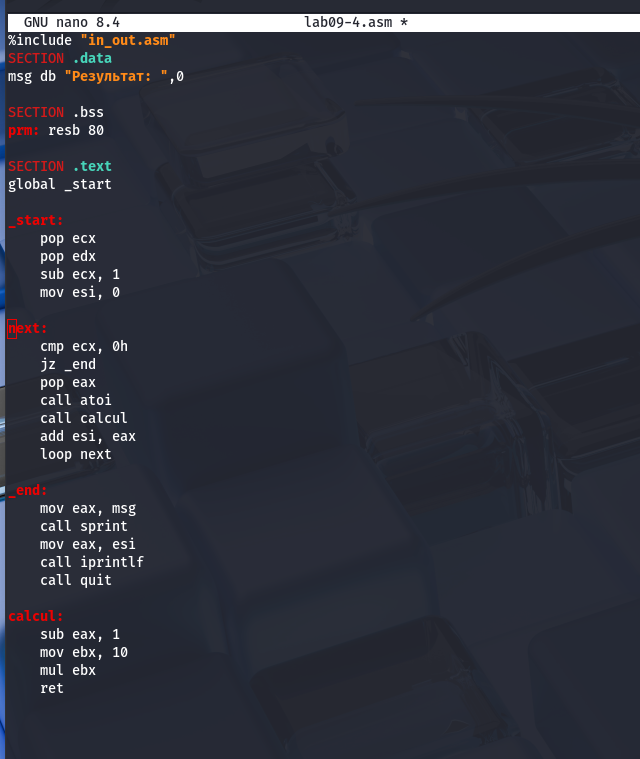 GNU nano 8.4 lab09-4.asm *
%include "in_out.asm"
SECTION .data
msg db "Результат: ",0
SECTION .bss
prm: resb 80
SECTION .text
global _start
_start:
pop ecx
pop edx
sub ecx, 1
mov esi, 0
next:
cmp ecx, 0h
jz _end
pop eax
call atoi
call calcul
add esi, eax
loop next
_end:
mov eax, msg
call sprint
mov eax, esi
call iprintlf
call quit
calcul:
sub eax, 1
mov ebx, 10
mul ebx
ret